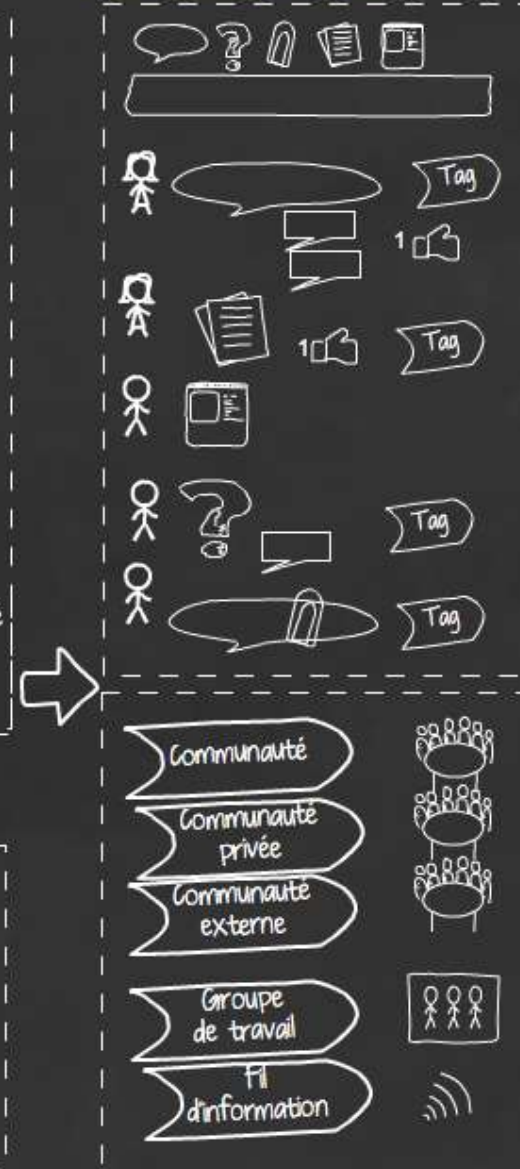 Tag
1
1
Tag
Tag
Tag
Communauté
Communauté
privée
Communauté
externe
Groupe
de travail
Fil
d'information